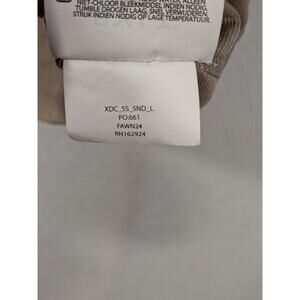 NIET-CHLOOR BLEEKMIDDEL INDIEN NODIG,
TUMBLE DROGEN LAAG, SNEL VERWIJDEREN,
STRIJK INDIEN NODIG OP LAGE TEMPERATUUR.
XDC_SS_SND_L
PO:661
FAWN24
RN162924